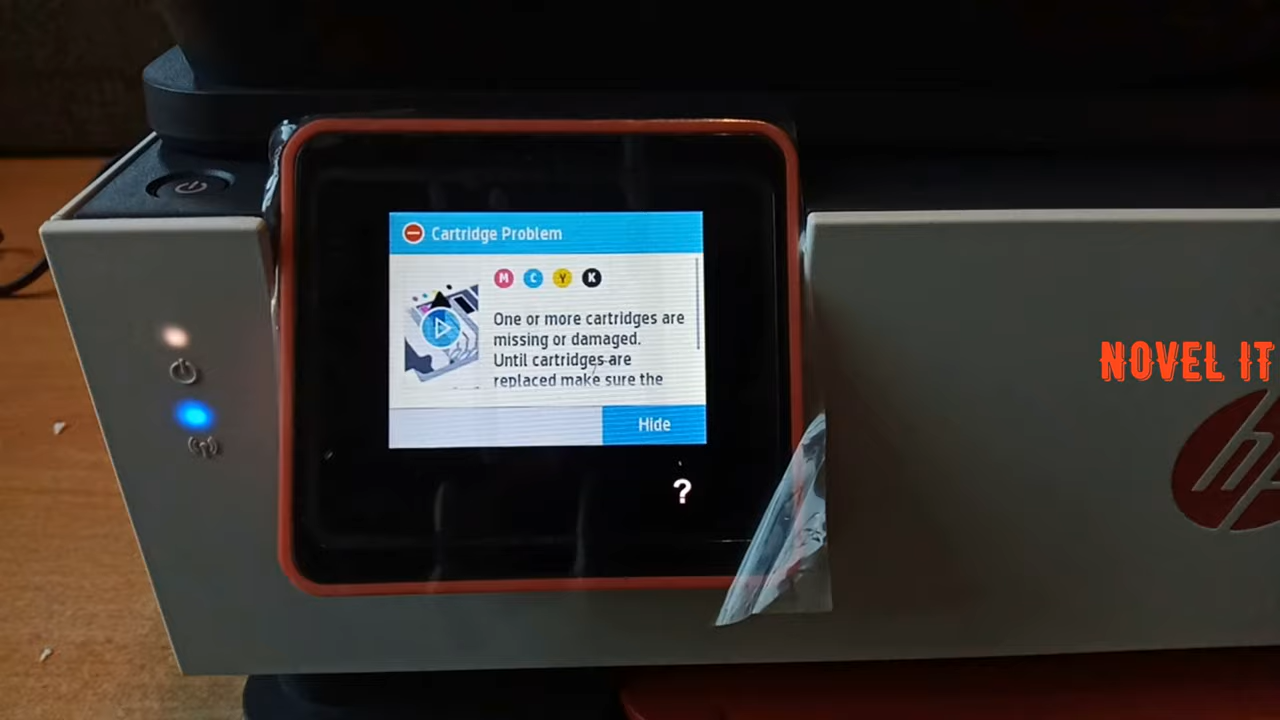 Cartridge Problem
M C Y K
One or more cartridges are
missing or damaged.
Until cartridges are
replaced make sure the
Hide
?
NOVEL IT
hp